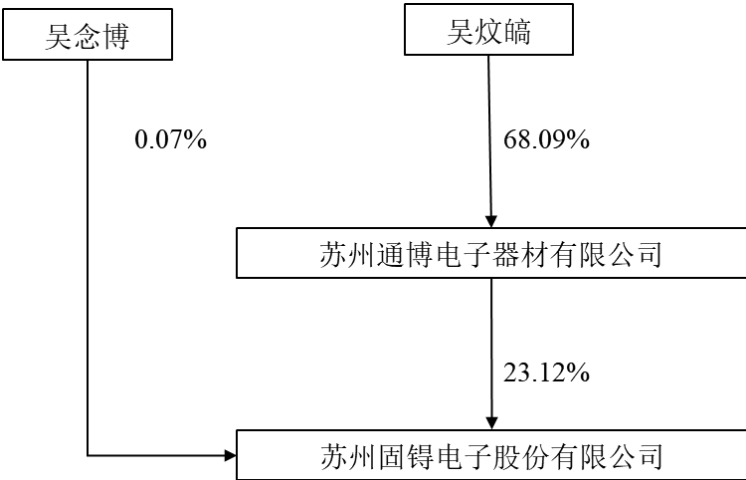 吴念博
吴炆皜
0.07%
68.09%
苏州通博电子器材有限公司
23.12%
苏州固锝电子股份有限公司